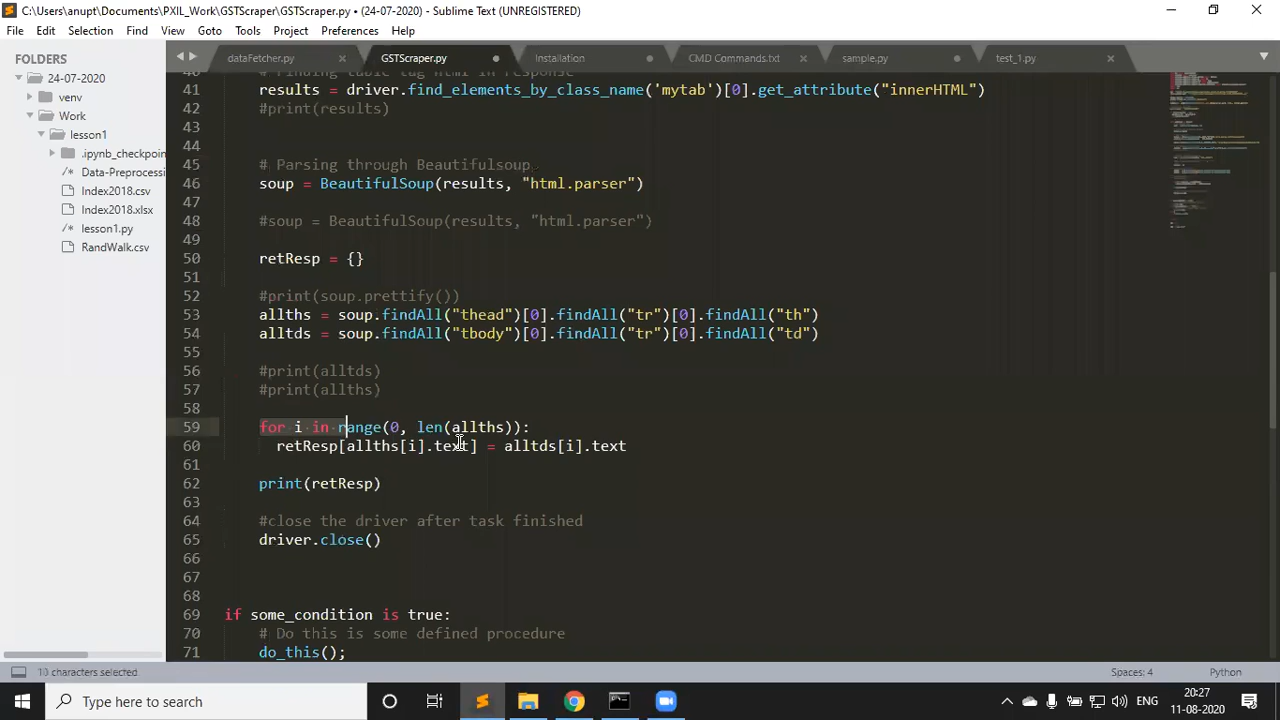 C:\Users\anupt\Documents\PXIL_Work\GSTScraper\GSTScraper.py • (24-07-2020) - Sublime Text (UNREGISTERED)
File Edit Selection Find View Goto Tools Project Preferences Help
FOLDERS
24-07-2020
venv
Work
lesson1
.ipynb_checkpoin
Data-Preprocessi
Index2018.csv
Index2018.xlsx
lesson1.py
RandWalk.csv
dataFetcher.py GSTScraper.py Installation CMD Commands.txt sample.py test_1.py
40 # Finding table tag html in response
41 results = driver.find_elements_by_class_name('mytab')[0].get_attribute("innerHTML")
42 #print(results)
43
44
45 # Parsing through Beautifulsoup
46 soup = BeautifulSoup(results, "html.parser")
47
48 #soup = BeautifulSoup(results, "html.parser")
49
50 retResp = {}
51
52 #print(soup.prettify())
53 allths = soup.findAll("thead")[0].findAll("tr")[0].findAll("th")
54 alltds = soup.findAll("tbody")[0].findAll("tr")[0].findAll("td")
55
56 #print(alltds)
57 #print(allths)
58
59 for i in range(0, len(allths)):
60 retResp[allths[i].text] = alltds[i].text
61
62 print(retResp)
63
64 #close the driver after task finished
65 driver.close()
66
67
68
69 if some_condition is true:
70 # Do this is some defined procedure
71 do_this();
10 characters selected Spaces: 4 Python
Type here to search
ENG 20:27 11-08-2020